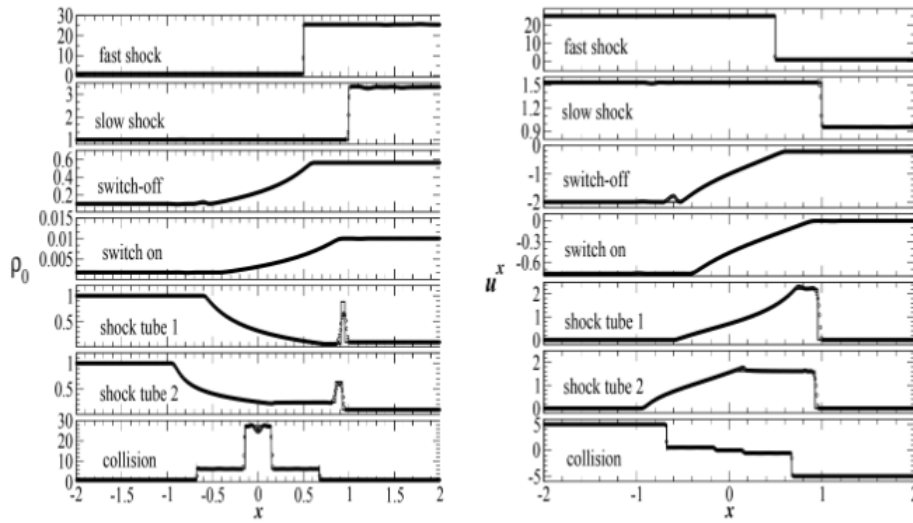 30
20
10
fast shock
0
3
2
slow shock
1
0.6
0.4
switch-off
0.2
0.015
0.010
switch on
0.005
ρ₀
1
0.5
shock tube 1
1
0.5
shock tube 2
30
20
10
collision
0
-2 -1.5 -1 -0.5 0 0.5 1 1.5 2
x
20
10
fast shock
0
1.5
1.2
slow shock
0.9
0
-1
switch-off
-2
0
-0.3
switch on
-0.6
uˣ
2
1
shock tube 1
0
2
1
shock tube 2
0
5
0
collision
-5
-2 -1 0 1 2
x